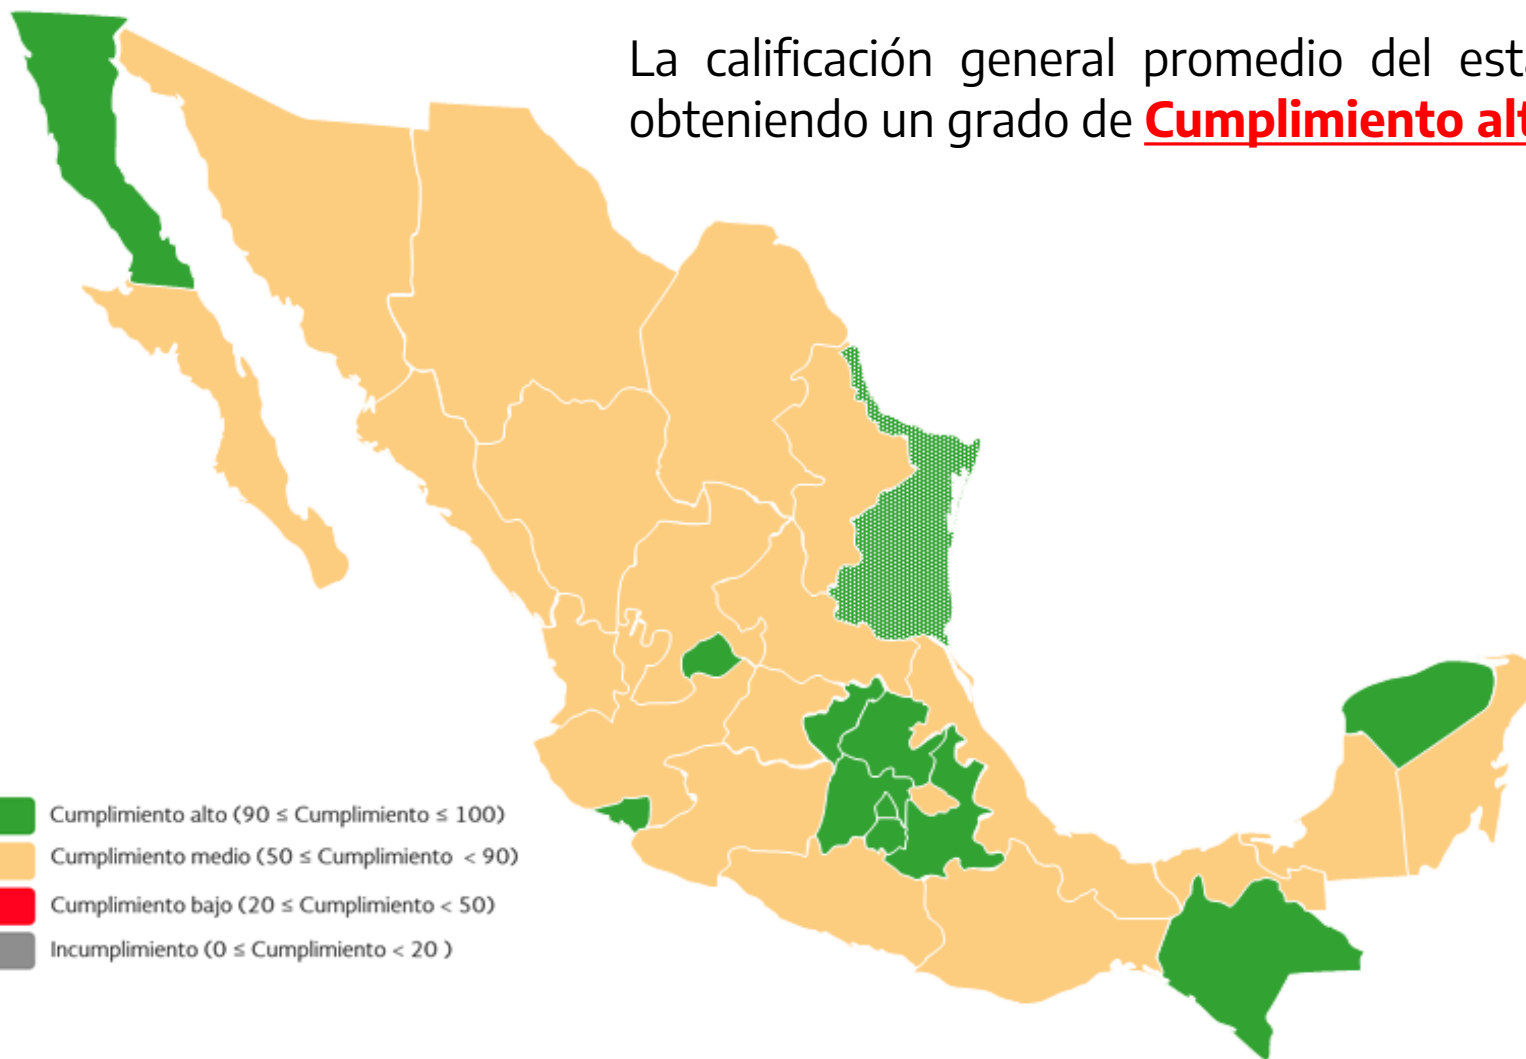 La calificación general promedio del est
obteniendo un grado de Cumplimiento alt
Cumplimiento alto (90 ≤ Cumplimiento ≤ 100)
Cumplimiento medio (50 ≤ Cumplimiento < 90)
Cumplimiento bajo (20 ≤ Cumplimiento < 50)
Incumplimiento (0 ≤ Cumplimiento < 20 )